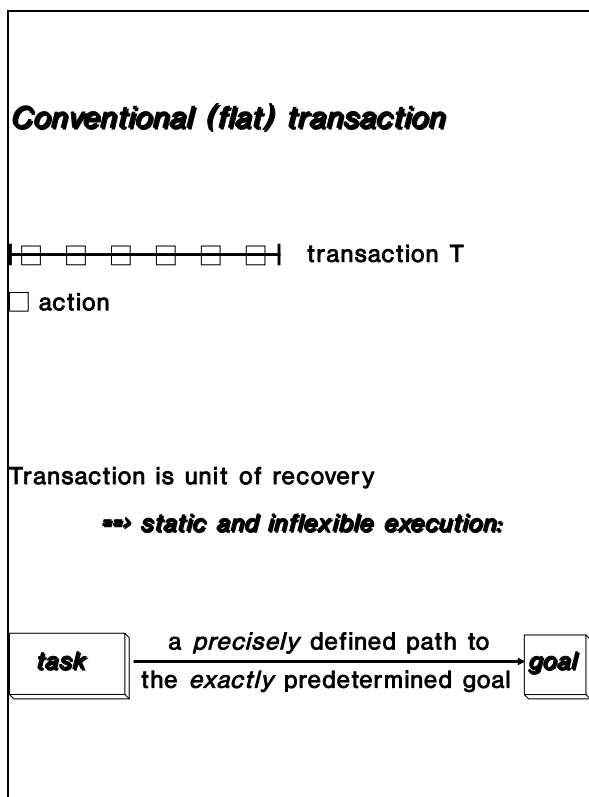 Conventional (flat) transaction
transaction T
action
Transaction is unit of recovery
==> static and inflexible execution:
task
a precisely defined path to
the exactly predetermined goal
goal